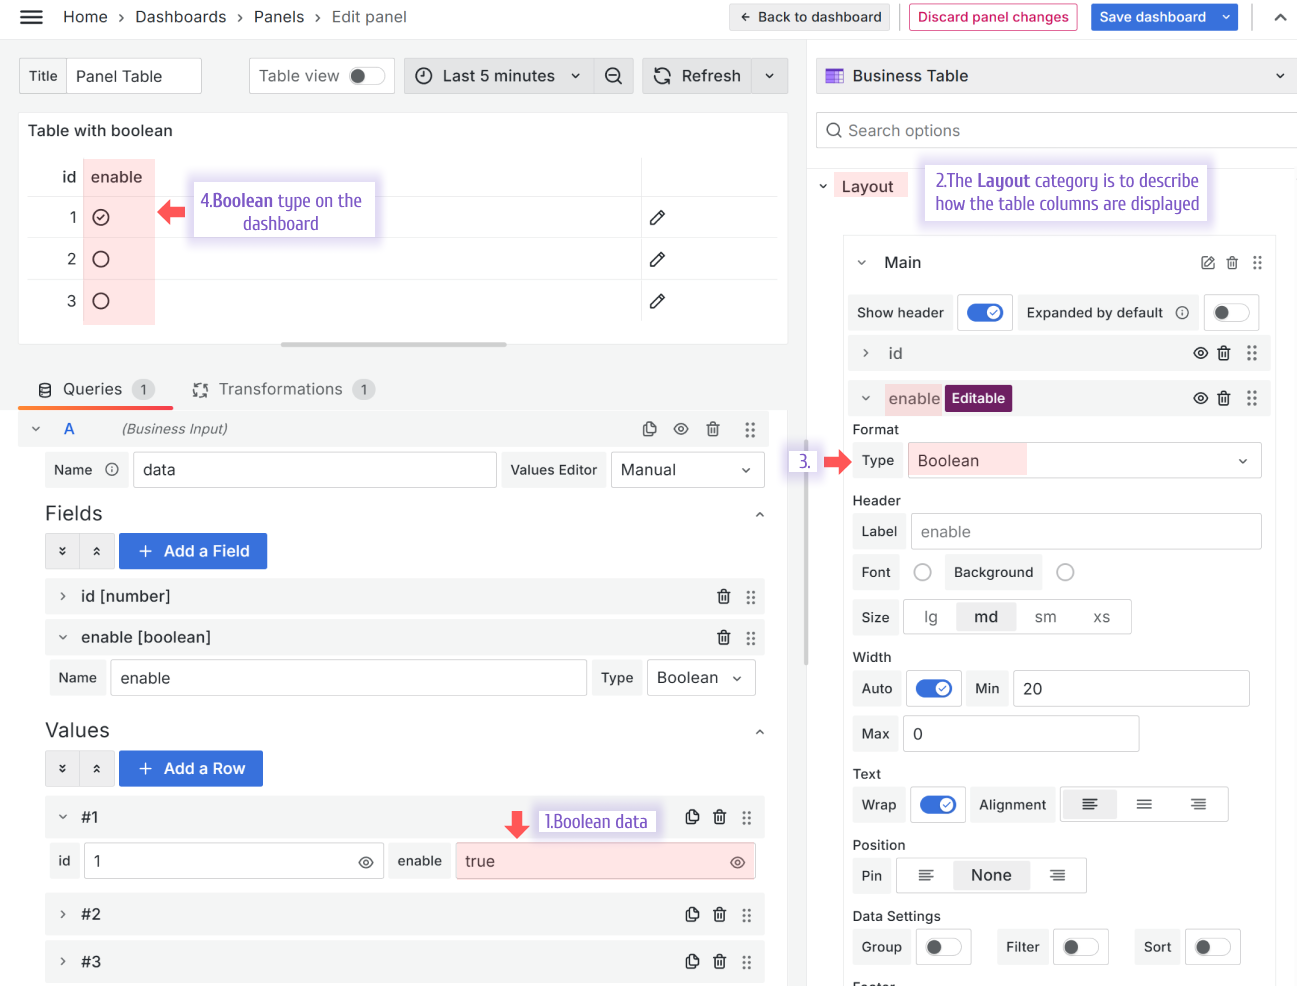 Home › Dashboards › Panels › Edit panel
Back to dashboard
Discard panel changes
Save dashboard
Title Panel Table
Table view
Last 5 minutes
Refresh
Business Table
Search options
Table with boolean
id enable
1
2
3
4.Boolean type on the
dashboard
Layout
2.The Layout category is to describe
how the table columns are displayed
Main
Show header
Expanded by default
id
enable Editable
Format
3.
Type Boolean
Header
Label enable
Font Background
Size lg md sm xs
Width
Auto Min 20
Max 0
Text
Wrap Alignment
Position
Pin None
Data Settings
Group Filter Sort
Footer
Queries 1 Transformations 1
A (Business Input)
Name data Values Editor Manual
Fields
+ Add a Field
id [number]
enable [boolean]
Name enable Type Boolean
Values
+ Add a Row
#1
1.Boolean data
id 1 enable true
#2
#3